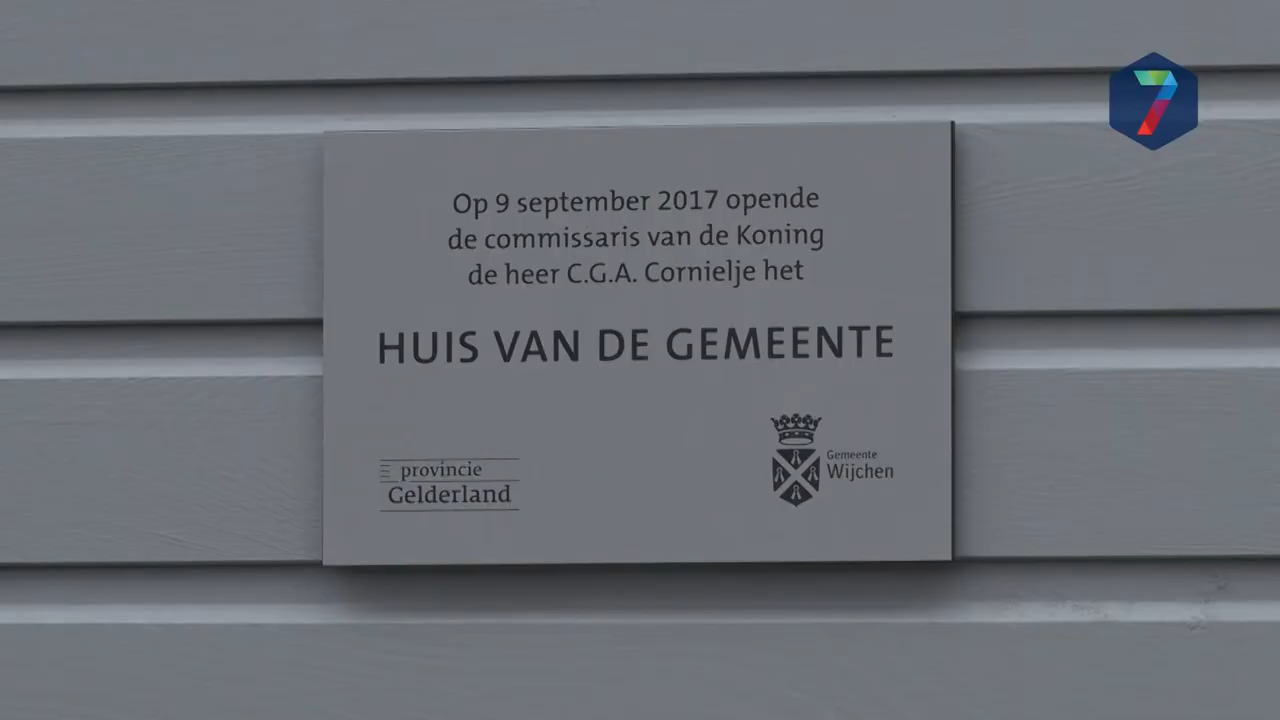 7
Op 9 september 2017 opende
de commissaris van de Koning
de heer C.G.A. Cornielje het
HUIS VAN DE GEMEENTE
provincie
Gelderland
Gemeente
Wijchen